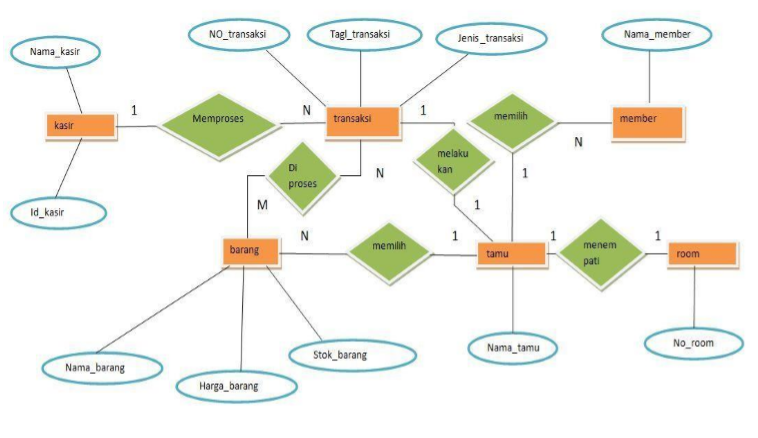 NO_transaksi
Tagl_transaksi
Jenis_transaksi
Nama_member
Nama_kasir
kasir
1
Memproses
N
transaksi
1
memilih
N
member
melaku
kan
1
Di
proses
N
M
1
Id_kasir
barang
N
memilih
1
tamu
1
menem
pati
1
room
Nama_barang
Harga_barang
Stok_barang
Nama_tamu
No_room